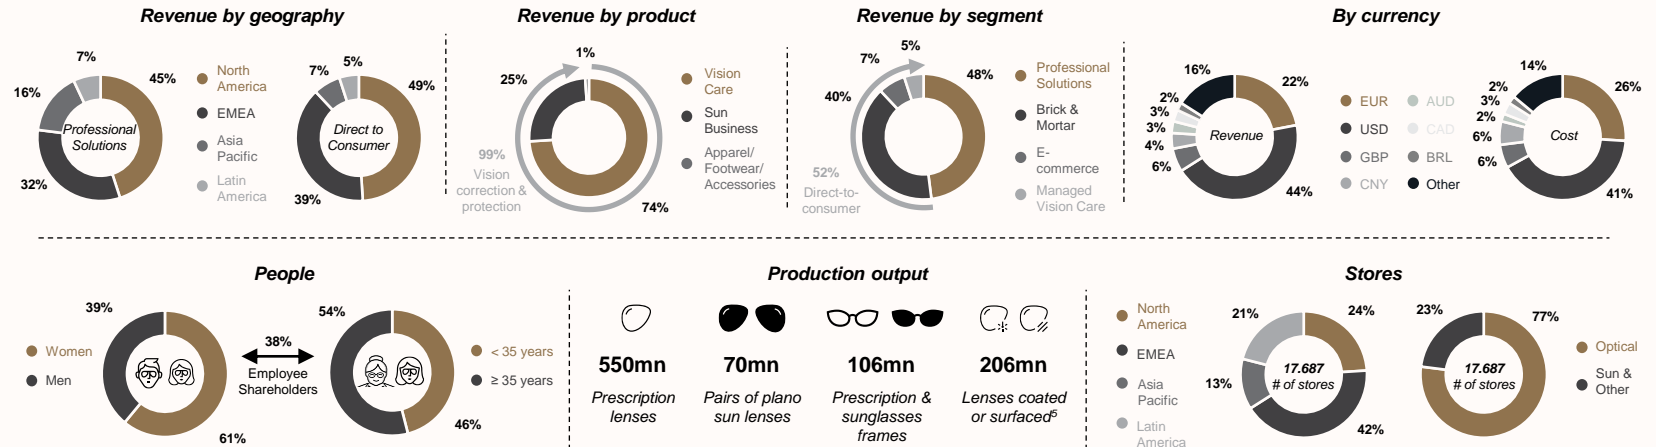 Revenue by geography
Revenue by product
Revenue by segment
By currency
7%
16%
45%
32%
Professional
Solutions
North
America
EMEA
Asia
Pacific
Latin
America
5%
7%
49%
39%
Direct to
Consumer
1%
25%
74%
99%
Vision
correction &
protection
Vision
Care
Sun
Business
Apparel/
Footwear/
Accessories
5%
7%
48%
40%
52%
Direct-to-
consumer
Professional
Solutions
Brick &
Mortar
E-
commerce
Managed
Vision Care
16%
22%
2%
3%
3%
4%
6%
44%
Revenue
EUR
AUD
USD
CAD
GBP
BRL
CNY
Other
14%
26%
2%
3%
2%
6%
6%
41%
Cost
People
Production output
Stores
39%
61%
Women
Men
38%
Employee
Shareholders
54%
46%
< 35 years
≥ 35 years
550mn
Prescription
lenses
70mn
Pairs of plano
sun lenses
106mn
Prescription &
sunglasses
frames
206mn
Lenses coated
or surfaced5
North
America
EMEA
Asia
Pacific
Latin
America
21%
24%
13%
42%
17.687
# of stores
23%
77%
17.687
# of stores
Optical
Sun &
Other